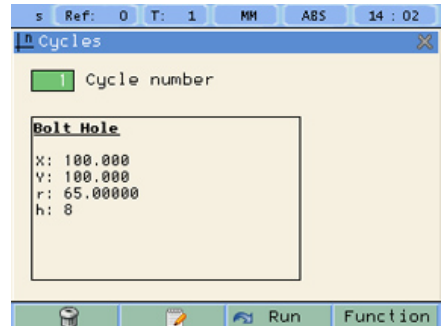 s Ref: 0 T: 1 MM ABS 14 : 02
n Cycles
1 Cycle number
Bolt Hole
X: 100.000
Y: 100.000
r: 65.00000
h: 8
Run Function